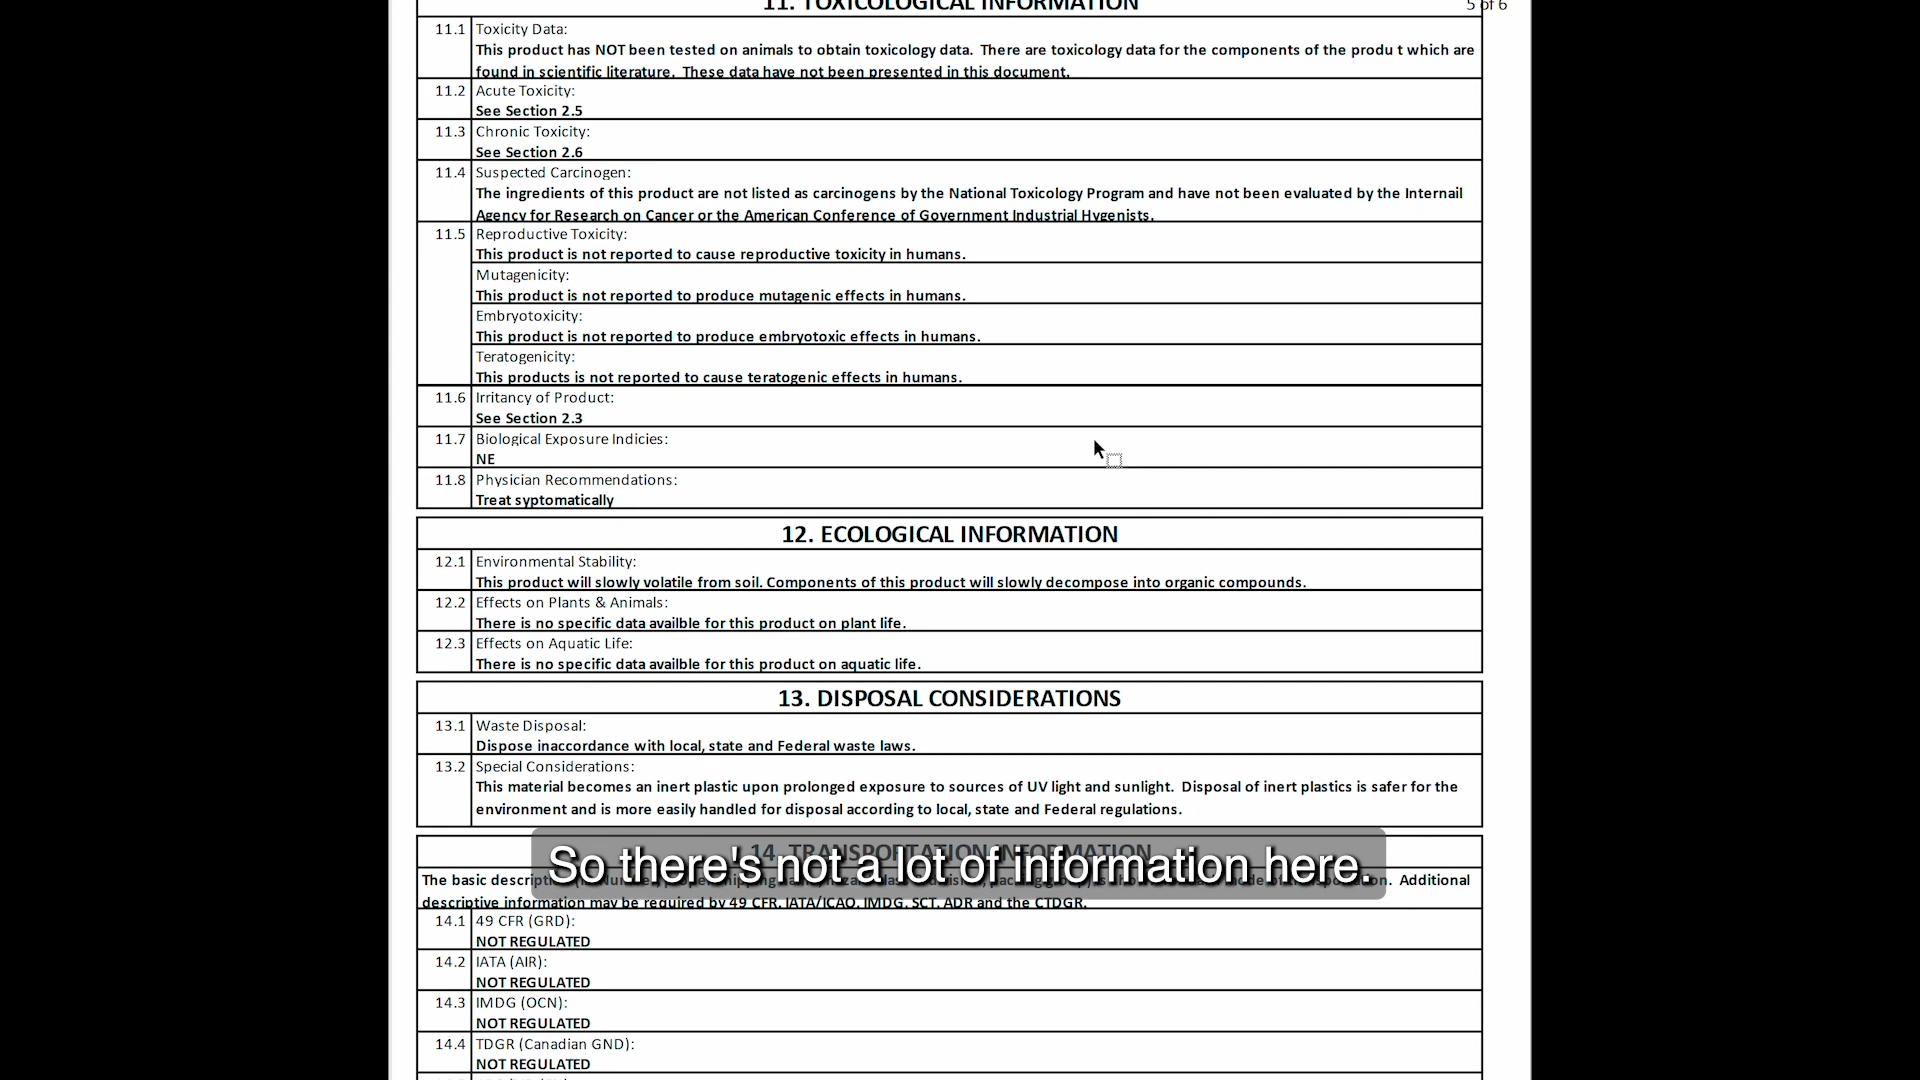 11. TOXICOLOGICAL INFORMATION
5 of 6
11.1 Toxicity Data:
This product has NOT been tested on animals to obtain toxicology data. There are toxicology data for the components of the produ t which are
found in scientific literature. These data have not been presented in this document.
11.2 Acute Toxicity:
See Section 2.5
11.3 Chronic Toxicity:
See Section 2.6
11.4 Suspected Carcinogen:
The ingredients of this product are not listed as carcinogens by the National Toxicology Program and have not been evaluated by the Internail
Agency for Research on Cancer or the American Conference of Government Industrial Hygenists.
11.5 Reproductive Toxicity:
This product is not reported to cause reproductive toxicity in humans.
Mutagenicity:
This product is not reported to produce mutagenic effects in humans.
Embryotoxicity:
This product is not reported to produce embryotoxic effects in humans.
Teratogenicity:
This products is not reported to cause teratogenic effects in humans.
11.6 Irritancy of Product:
See Section 2.3
11.7 Biological Exposure Indicies:
NE
11.8 Physician Recommendations:
Treat syptomatically
12. ECOLOGICAL INFORMATION
12.1 Environmental Stability:
This product will slowly volatile from soil. Components of this product will slowly decompose into organic compounds.
12.2 Effects on Plants & Animals:
There is no specific data availble for this product on plant life.
12.3 Effects on Aquatic Life:
There is no specific data availble for this product on aquatic life.
13. DISPOSAL CONSIDERATIONS
13.1 Waste Disposal:
Dispose inaccordance with local, state and Federal waste laws.
13.2 Special Considerations:
This material becomes an inert plastic upon prolonged exposure to sources of UV light and sunlight. Disposal of inert plastics is safer for the
environment and is more easily handled for disposal according to local, state and Federal regulations.
14. TRANSPORTATION INFORMATION
So there's not a lot of information here.
The basic Additional
descriptive information may be required by 49 CFR, IATA/ICAO, IMDG, SCT, ADR and the CTDGR.
14.1 49 CFR (GRD):
NOT REGULATED
14.2 IATA (AIR):
NOT REGULATED
14.3 IMDG (OCN):
NOT REGULATED
14.4 TDGR (Canadian GND):
NOT REGULATED